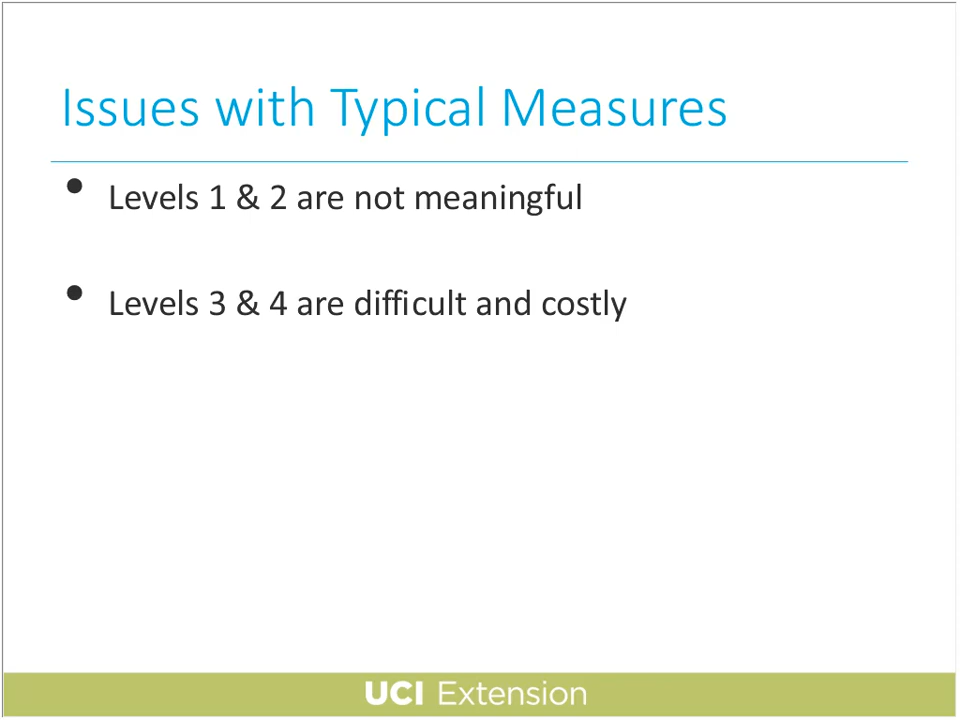 Issues with Typical Measures
• Levels 1 & 2 are not meaningful
• Levels 3 & 4 are difficult and costly
UCI Extension